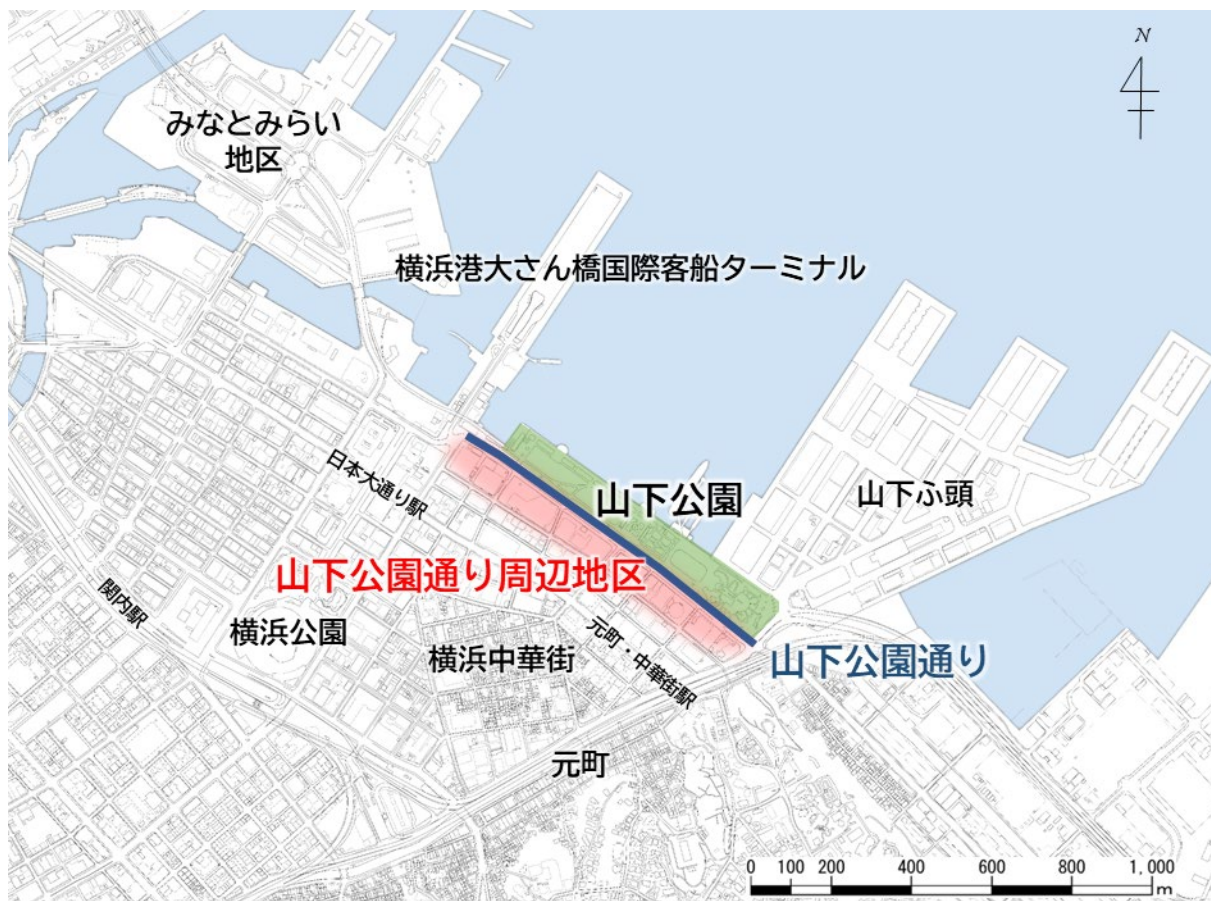 N
みなとみらい
地区
横浜港大さん橋国際客船ターミナル
日本大通り駅
山下公園
山下ふ頭
山下公園通り周辺地区
関内駅
横浜公園
横浜中華街
元町・中華街駅
山下公園通り
元町
0 100 200 400 600 800 1,000
m